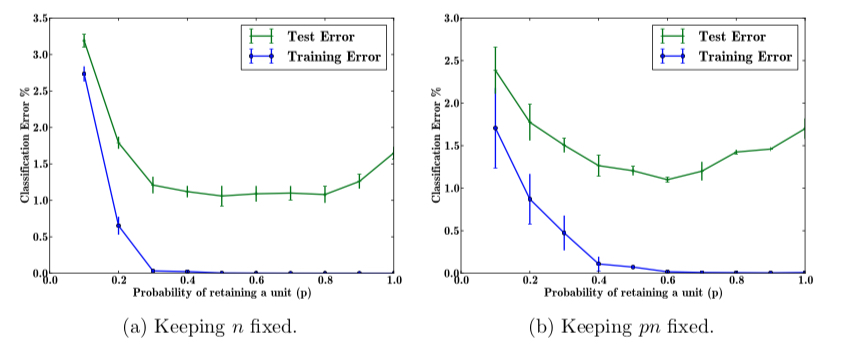 3.5
3.0
2.5
2.0
1.5
1.0
0.5
0.0
Classification Error %
0.0 0.2 0.4 0.6 0.8 1.0
Probability of retaining a unit (p)
Test Error
Training Error
(a) Keeping n fixed.
3.0
2.5
2.0
1.5
1.0
0.5
0.0
Classification Error %
0.0 0.2 0.4 0.6 0.8 1.0
Probability of retaining a unit (p)
Test Error
Training Error
(b) Keeping pn fixed.